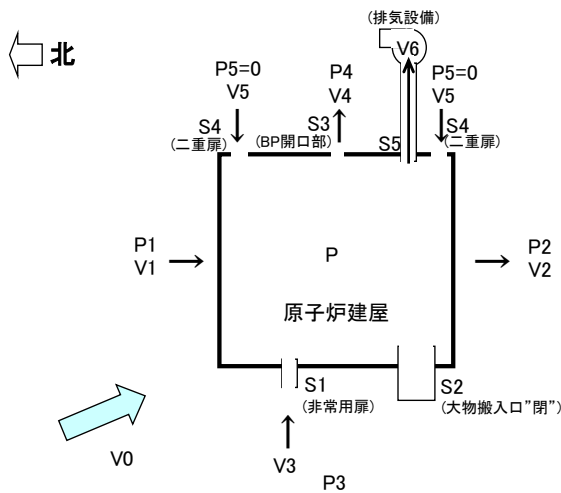 (排気設備)
北
V6
P5=0
V5
P4
V4
P5=0
V5
S4
(二重扉)
S3
(BP開口部)
S5
S4
(二重扉)
P1
V1
P
P2
V2
原子炉建屋
S1
(非常用扉)
S2
(大物搬入口”閉”)
V0
V3
P3